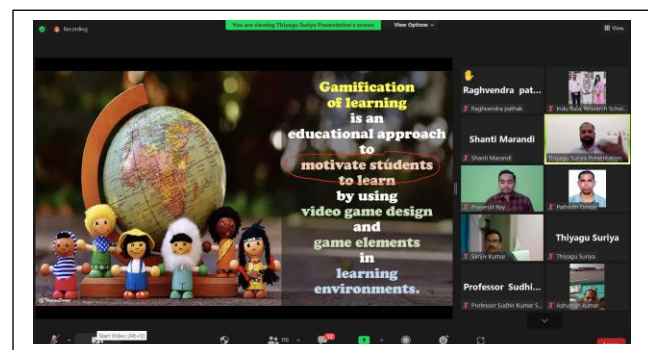 Recording
You are viewing Thiyagu Suriya Presentation's screen
View Options
View
Gamification
of learning
is an
educational approach
to
motivate students
to learn
by using
video game design
and
game elements
in
learning
environments.
Raghvendra pat...
Raghvendra pathak
Indu Bala, Research Schol...
Shanti Marandi
Shanti Marandi
Thiyagu Suriya Presentation
Prasenjit Roy
Pathloth Omkar
Sanjiv Kumar
Thiyagu Suriya
Thiyagu Suriya
Professor Sudhi...
Professor Sudhir Kumar S...
Ashutosh kumar
Start Video (Alt+V)
110
12